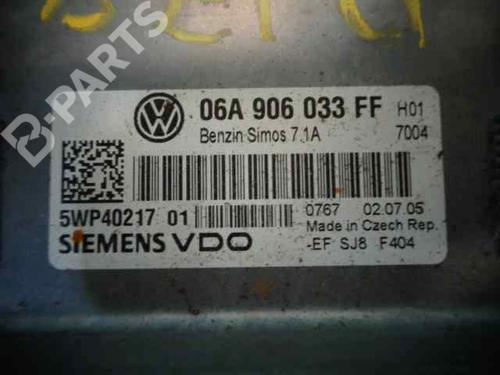 B-PARTS
06A 906 033 FF H01
Benzin Simos 7.1A 7004
5WP40217 01 0767 02.07.05
SIEMENS VDO Made in Czech Rep.
-EF SJ8 F404